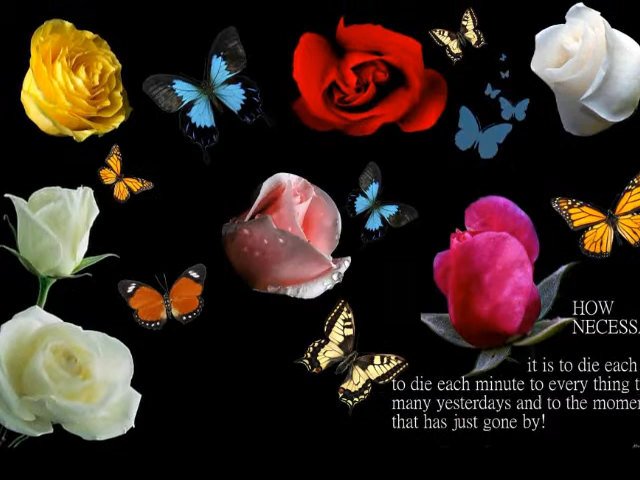 HOW
NECESS
it is to die each
to die each minute to every thing
many yesterdays and to the
that has just gone by!